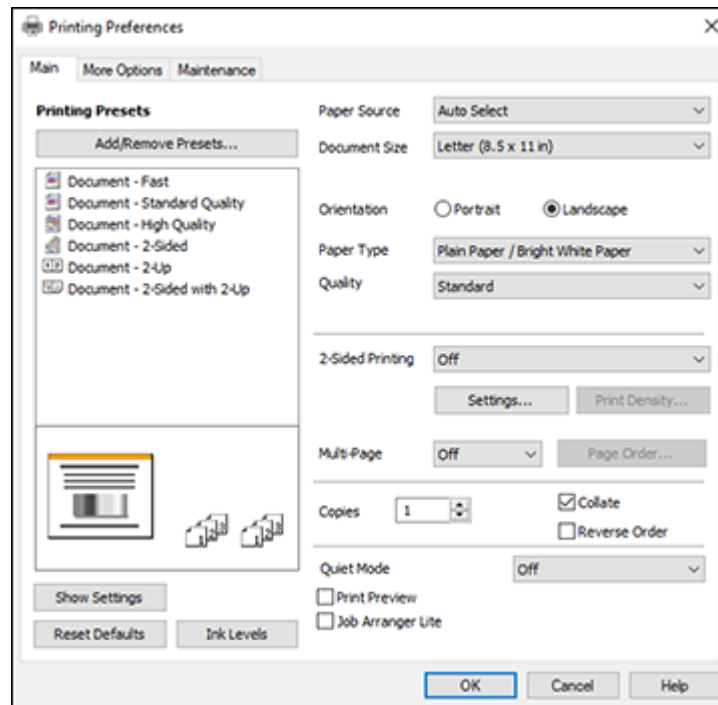 Printing Preferences
Main More Options Maintenance
Printing Presets
Add/Remove Presets...
Document - Fast
Document - Standard Quality
Document - High Quality
Document - 2-Sided
Document - 2-Up
Document - 2-Sided with 2-Up
Show Settings
Reset Defaults Ink Levels
Paper Source Auto Select
Document Size Letter (8.5 x 11 in)
Orientation Portrait Landscape
Paper Type Plain Paper / Bright White Paper
Quality Standard
2-Sided Printing Off
Settings... Print Density...
Multi-Page Off Page Order...
Copies 1 Collate
Reverse Order
Quiet Mode Off
Print Preview
Job Arranger Lite
OK Cancel Help